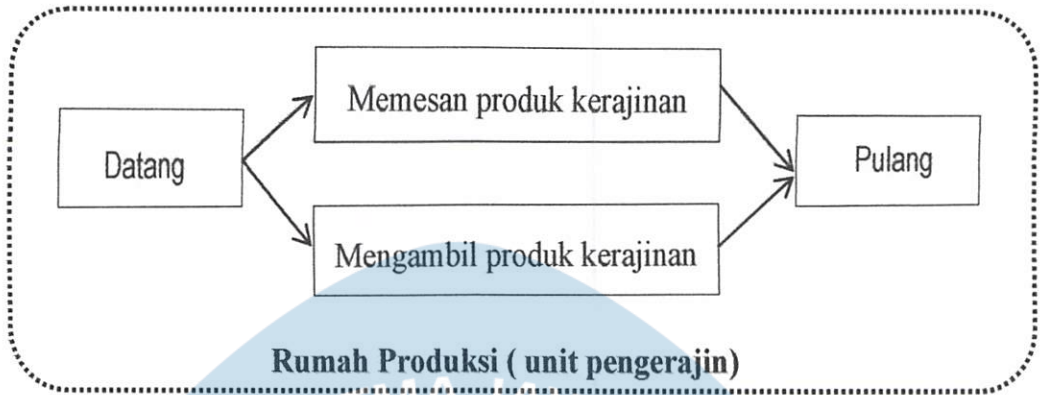 Memesan produk kerajinan
Datang
Pulang
Mengambil produk kerajinan
Rumah Produksi ( unit pengerajin)